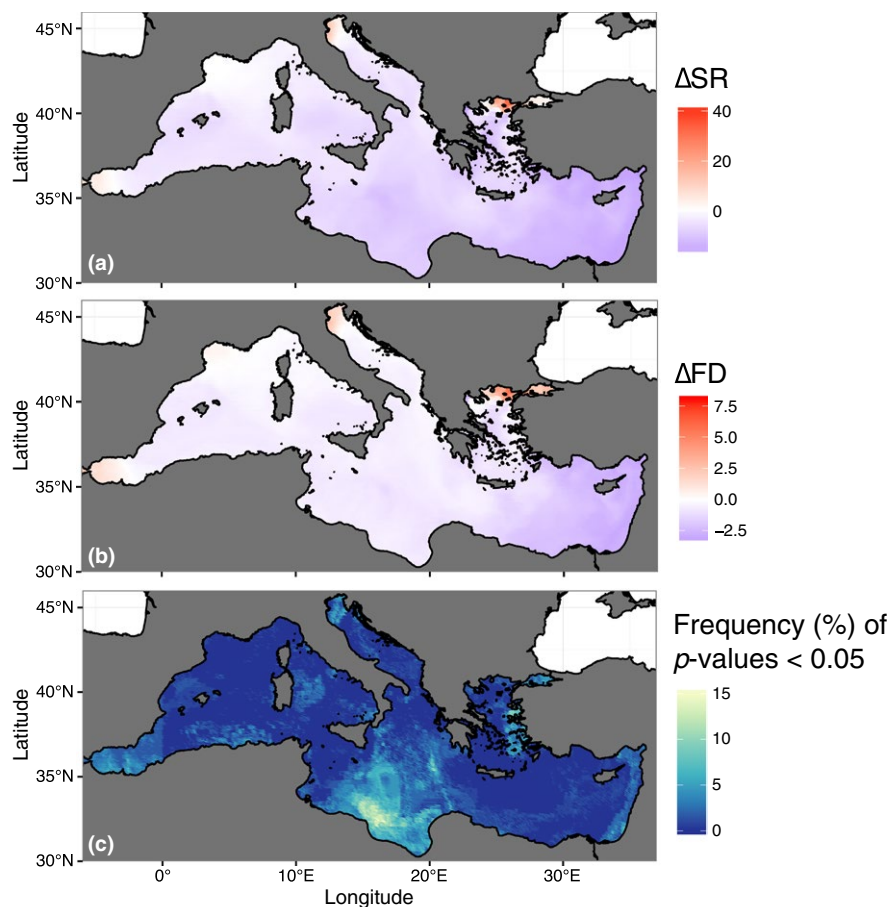 45°N
40°N
35°N
30°N
Latitude
(a)
ΔSR
40
20
0
45°N
40°N
35°N
30°N
Latitude
(b)
ΔFD
7.5
5.0
2.5
0.0
−2.5
45°N
40°N
35°N
30°N
Latitude
(c)
Frequency (%) of
p-values < 0.05
15
10
5
0
0°
10°E
20°E
30°E
Longitude